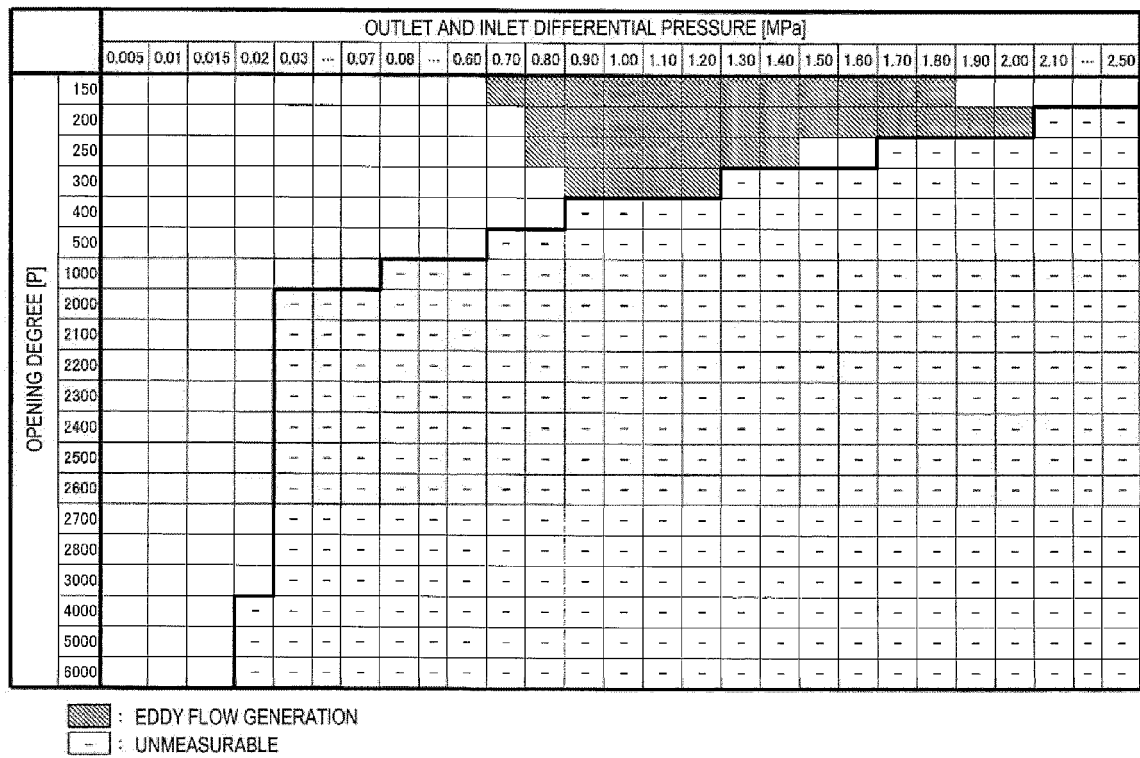 OUTLET AND INLET DIFFERENTIAL PRESSURE [MPa]
0.005 0.01 0.015 0.02 0.03 ... 0.07 0.08 ... 0.60 0.70 0.80 0.90 1.00 1.10 1.20 1.30 1.40 1.50 1.60 1.70 1.80 1.90 2.00 2.10 ... 2.50
OPENING DEGREE [P]
150
200 - - -
250 - - - - - - -
300 - - - - - - - - - - -
400 - - - - - - - - - - - - - - -
500 - - - - - - - - - - - - - - - - -
1000 - - - - - - - - - - - - - - - - - - - -
2000 - - - - - - - - - - - - - - - - - - - - - - -
2100 - - - - - - - - - - - - - - - - - - - - - - -
2200 - - - - - - - - - - - - - - - - - - - - - - -
2300 - - - - - - - - - - - - - - - - - - - - - - -
2400 - - - - - - - - - - - - - - - - - - - - - - -
2500 - - - - - - - - - - - - - - - - - - - - - - -
2600 - - - - - - - - - - - - - - - - - - - - - - -
2700 - - - - - - - - - - - - - - - - - - - - - - -
2800 - - - - - - - - - - - - - - - - - - - - - - -
3000 - - - - - - - - - - - - - - - - - - - - - - -
4000 - - - - - - - - - - - - - - - - - - - - - - - -
5000 - - - - - - - - - - - - - - - - - - - - - - - -
6000 - - - - - - - - - - - - - - - - - - - - - - - -
: EDDY FLOW GENERATION
- : UNMEASURABLE